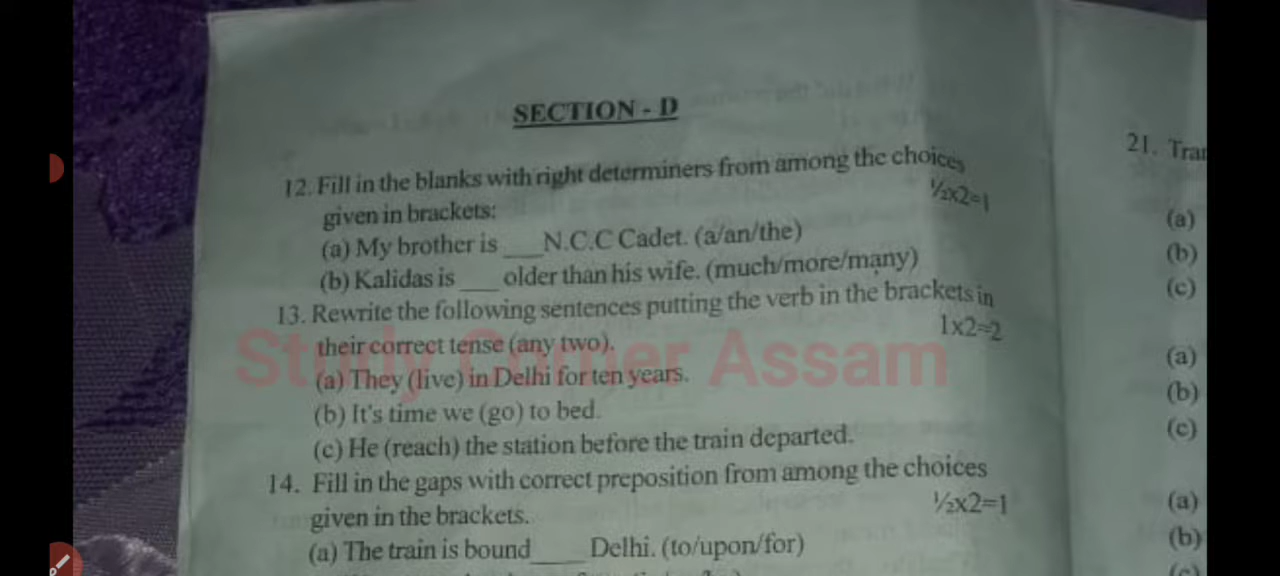 SECTION - D
12. Fill in the blanks with right determiners from among the choices
given in brackets: ½x2=1
(a) My brother is ___N.C.C Cadet. (a/an/the)
(b) Kalidas is ___ older than his wife. (much/more/many)
13. Rewrite the following sentences putting the verb in the brackets in
their correct tense (any two). 1x2=2
(a) They (live) in Delhi for ten years.
(b) It's time we (go) to bed.
(c) He (reach) the station before the train departed.
14. Fill in the gaps with correct preposition from among the choices
given in the brackets. ½x2=1
(a) The train is bound ____ Delhi. (to/upon/for)
Study Corner Assam
21.
(a)
(b)
(c)
(a)
(b)
(c)
(a)
(b)